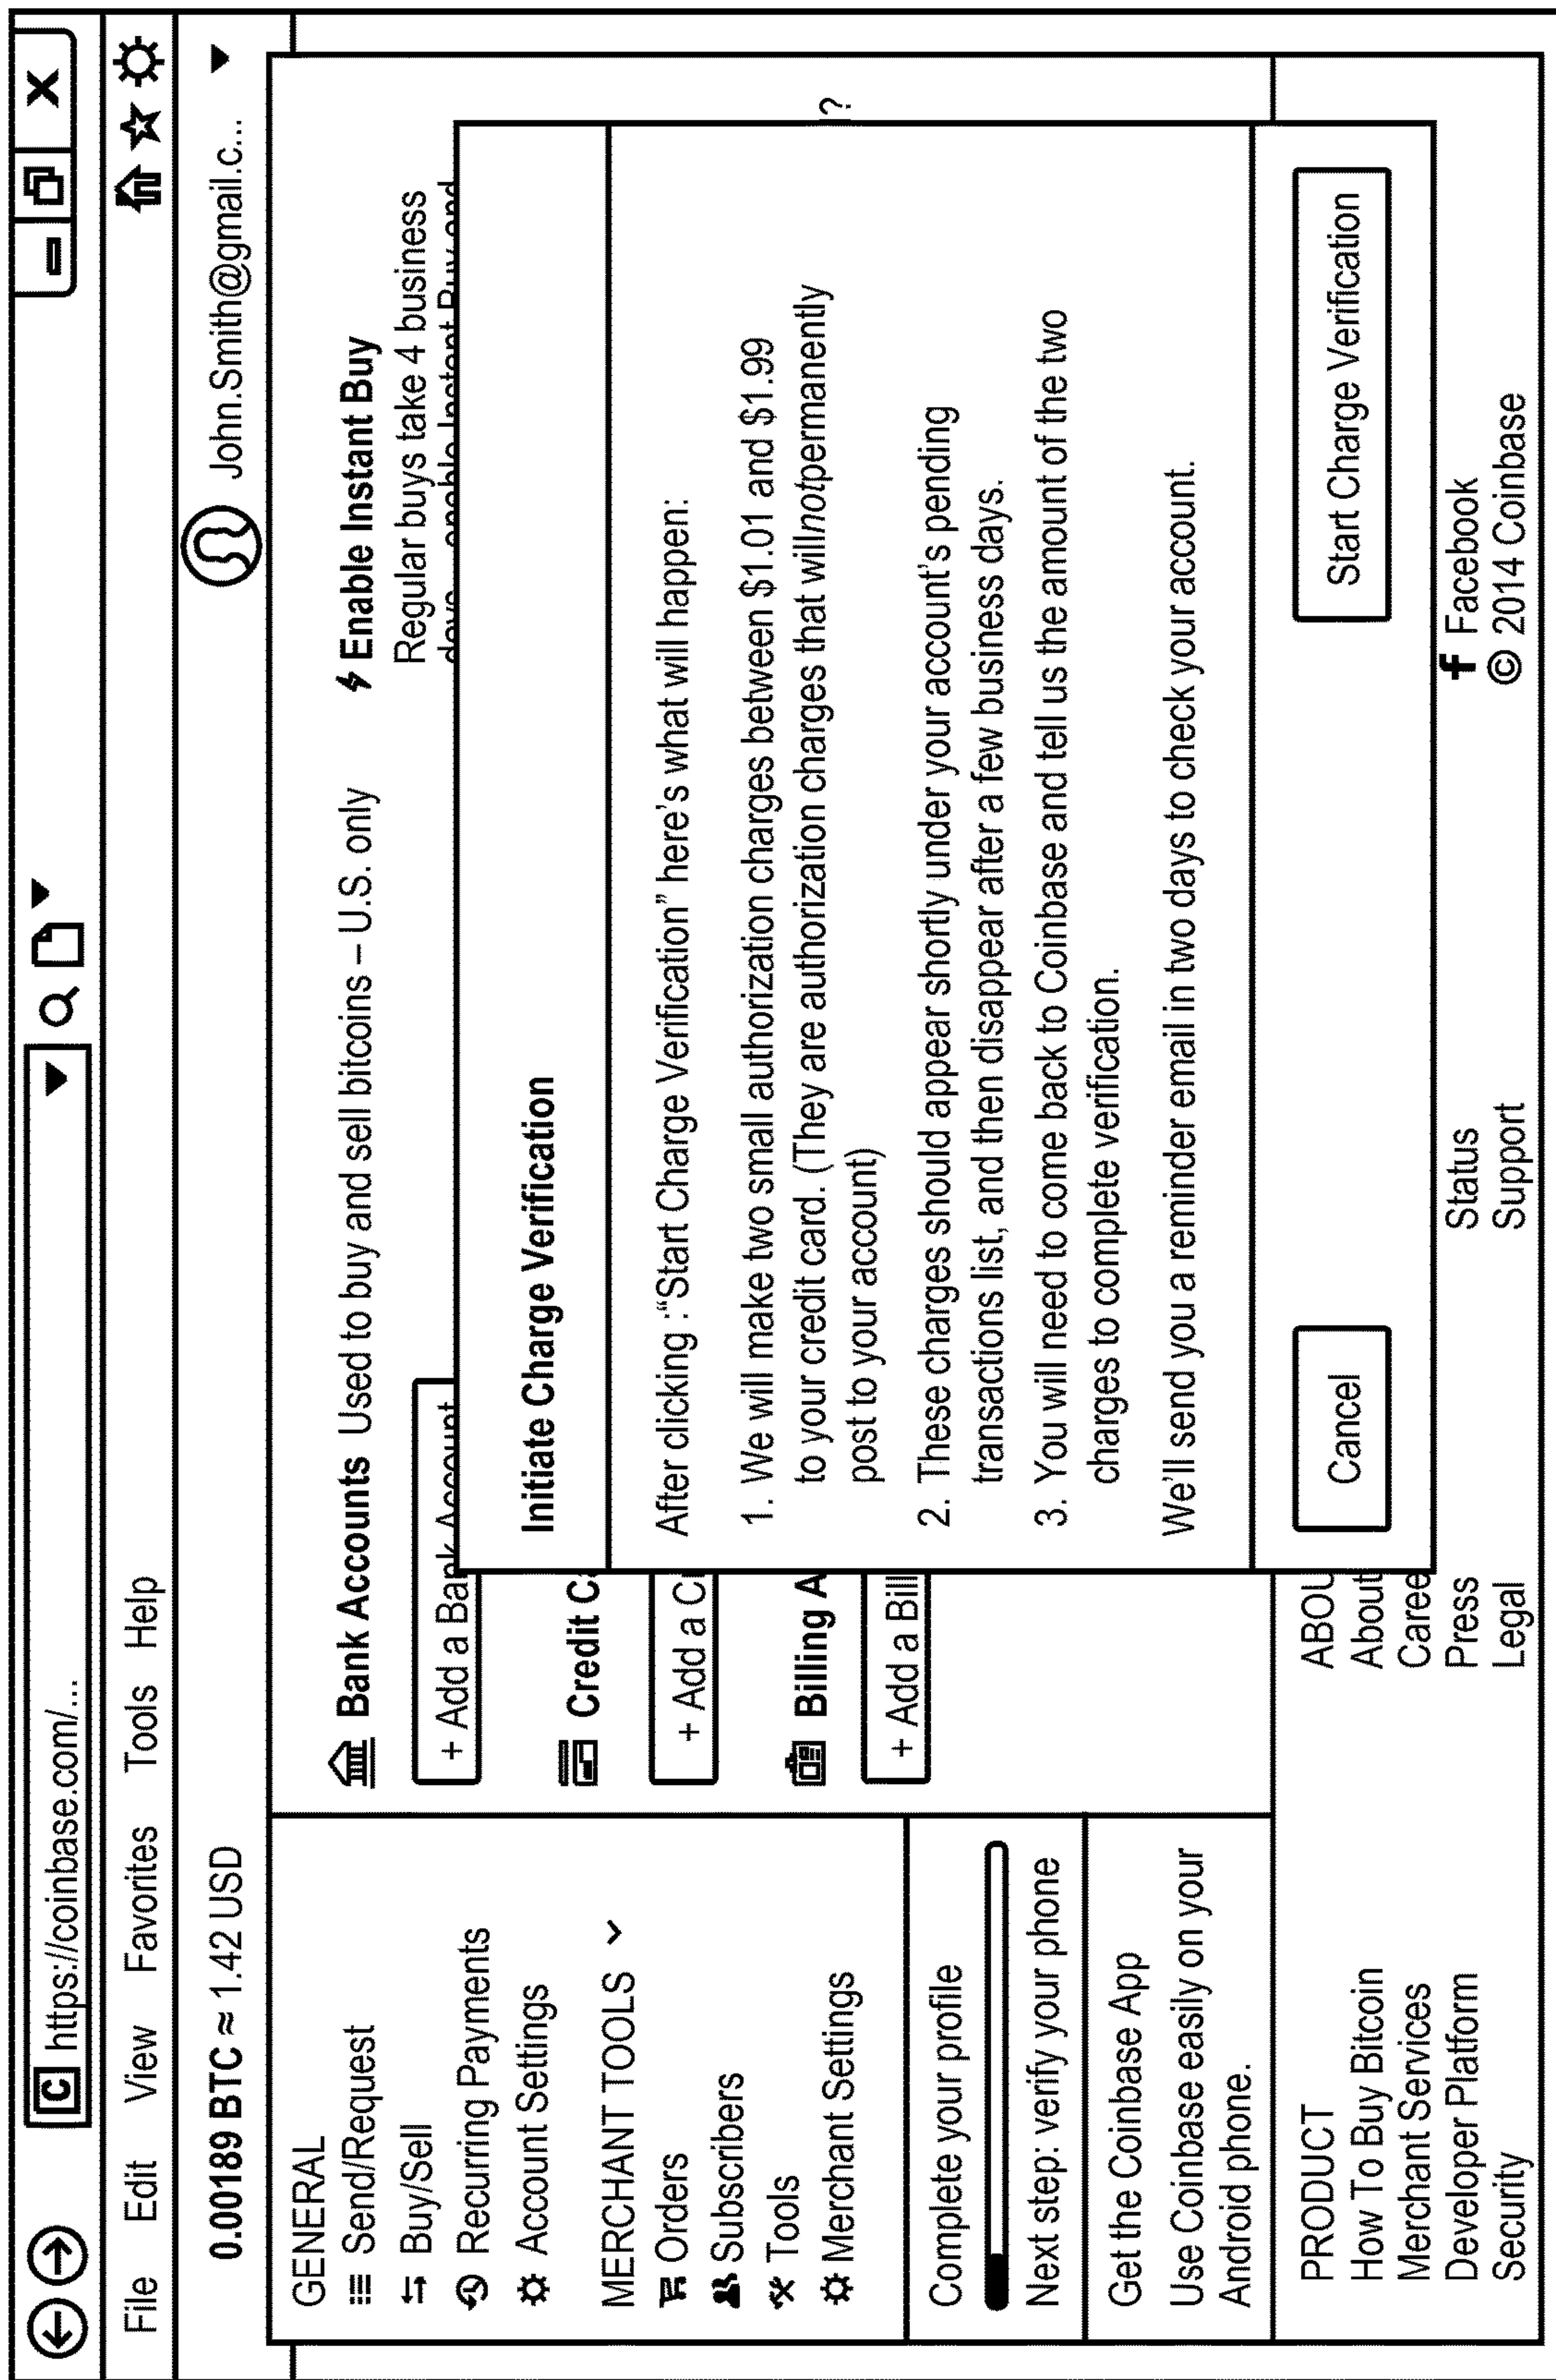 C https://coinbase.com/...
X
File Edit View Favorites Tools Help
0.00189 BTC ≈ 1.42 USD
John.Smith@gmail.c...
GENERAL
Send/Request
Buy/Sell
Recurring Payments
Account Settings
MERCHANT TOOLS
Orders
Subscribers
Tools
Merchant Settings
Complete your profile
Next step: verify your phone
Get the Coinbase App
Use Coinbase easily on your
Android phone.
Bank Accounts Used to buy and sell bitcoins – U.S. only
+ Add a Bank Account
Credit Ca
+ Add a Cr
Billing A
+ Add a Bill
Enable Instant Buy
Regular buys take 4 business
days, enable Instant Buy and
?
Initiate Charge Verification
After clicking :“Start Charge Verification” here's what will happen:
1. We will make two small authorization charges between $1.01 and $1.99
to your credit card. (They are authorization charges that willnotpermanently
post to your account)
2. These charges should appear shortly under your account's pending
transactions list, and then disappear after a few business days.
3. You will need to come back to Coinbase and tell us the amount of the two
charges to complete verification.
We'll send you a reminder email in two days to check your account.
Cancel
Start Charge Verification
PRODUCT
How To Buy Bitcoin
Merchant Services
Developer Platform
Security
ABOU
About
Caree
Press
Legal
Status
Support
f Facebook
© 2014 Coinbase